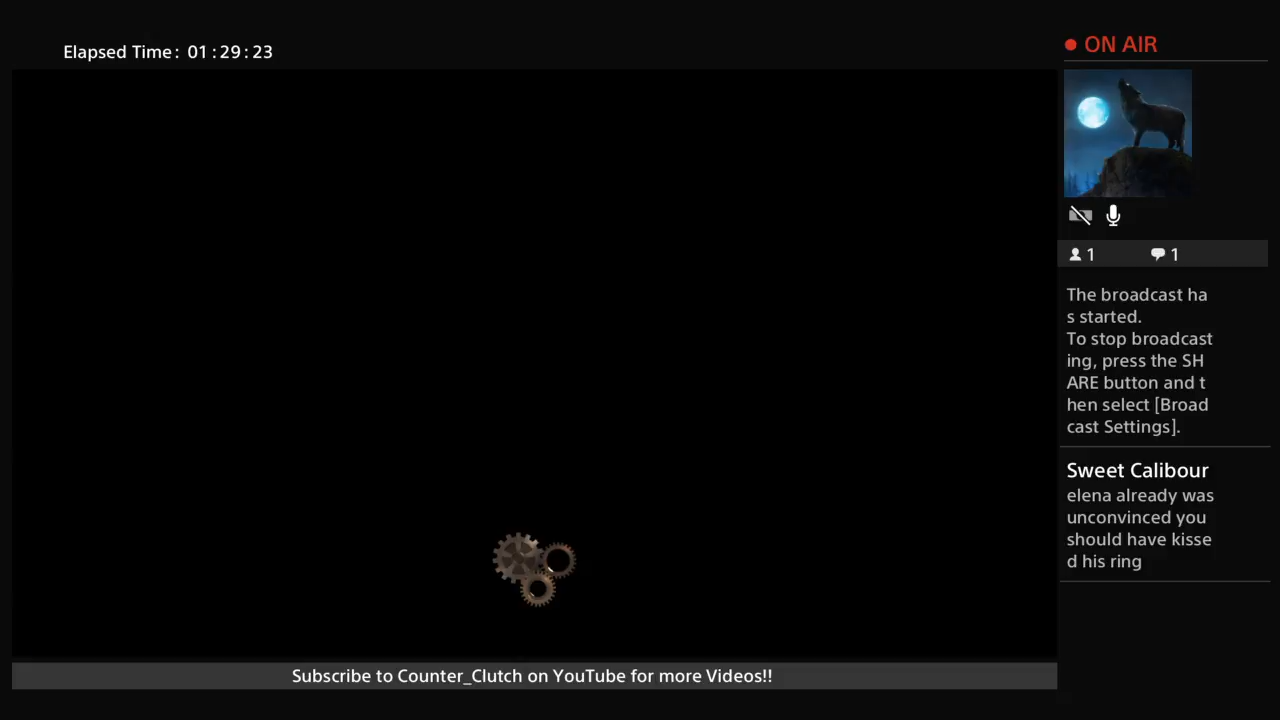 Elapsed Time: 01:29:23
ON AIR
1 1
The broadcast ha
s started.
To stop broadcast
ing, press the SH
ARE button and t
hen select [Broad
cast Settings].
Sweet Calibour
elena already was
unconvinced you
should have kisse
d his ring
Subscribe to Counter_Clutch on YouTube for more Videos!!